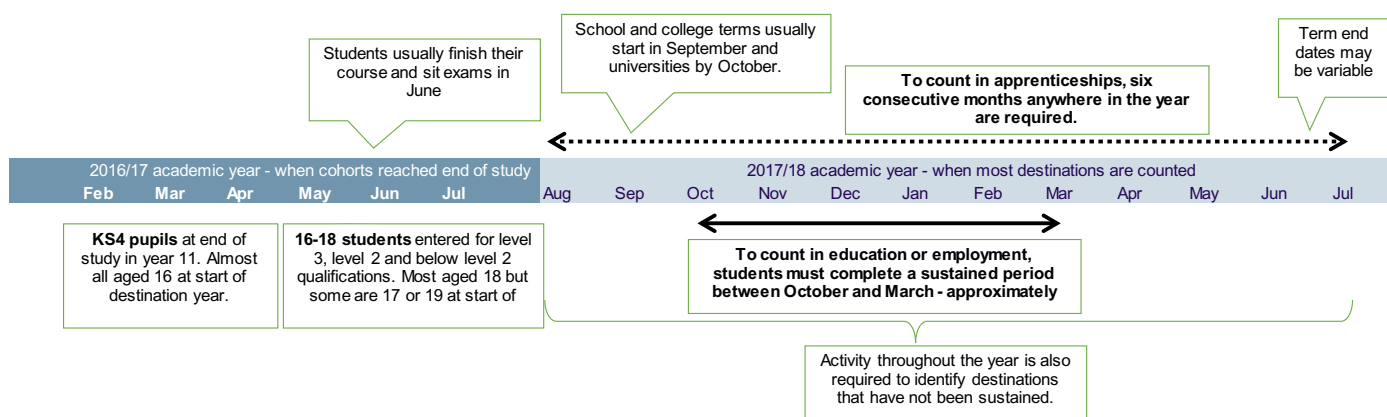 Students usually finish their
course and sit exams in
June
School and college terms usually
start in September and
universities by October.
To count in apprenticeships, six
consecutive months anywhere in the year
are required.
Term end
dates may
be variable
2016/17 academic year - when cohorts reached end of study
2017/18 academic year - when most destinations are counted
Feb Mar Apr May Jun Jul Aug Sep Oct Nov Dec Jan Feb Mar Apr May Jun Jul
KS4 pupils at end of
study in year 11. Almost
all aged 16 at start of
destination year.
16-18 students entered for level
3, level 2 and below level 2
qualifications. Most aged 18 but
some are 17 or 19 at start of
To count in education or employment,
students must complete a sustained period
between October and March - approximately
Activity throughout the year is also
required to identify destinations
that have not been sustained.